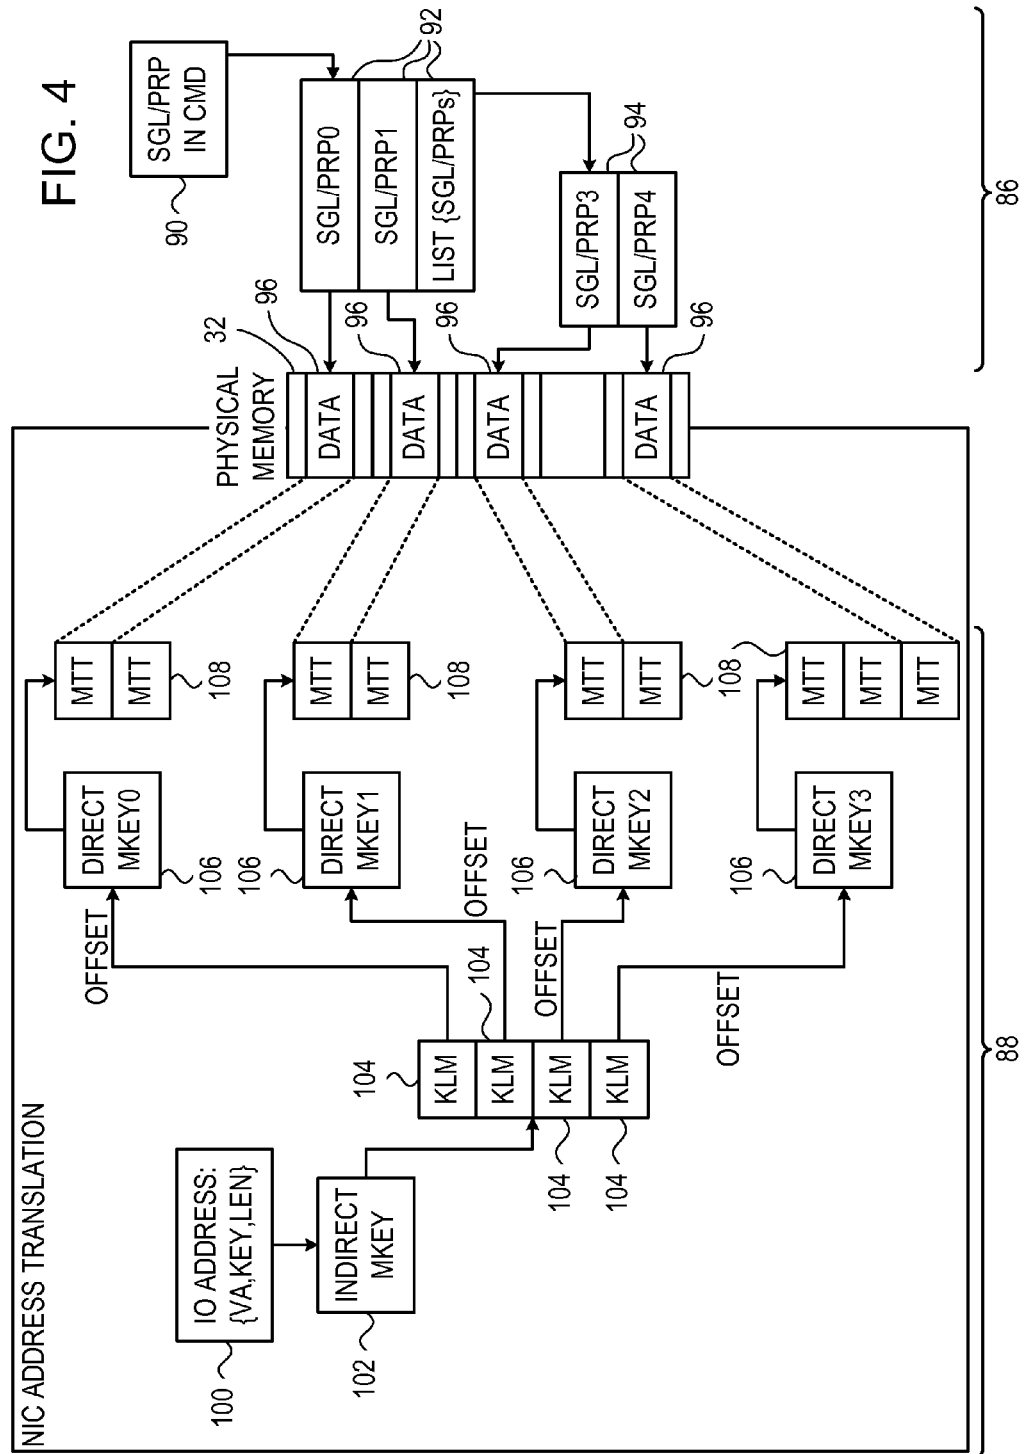 FIG. 4
NIC ADDRESS TRANSLATION
100
IO ADDRESS:
{VA,KEY,LEN}
102
INDIRECT
MKEY
104
KLM
104
KLM
104
KLM
104
KLM
OFFSET
OFFSET
OFFSET
OFFSET
106
DIRECT
MKEY0
106
DIRECT
MKEY1
106
DIRECT
MKEY2
106
DIRECT
MKEY3
MTT
MTT
108
MTT
MTT
108
MTT
MTT
108
108
MTT
MTT
MTT
PHYSICAL
MEMORY
32
96
DATA
96
DATA
96
DATA
96
DATA
90
SGL/PRP
IN CMD
SGL/PRP0
SGL/PRP1
LIST {SGL/PRPs}
92
SGL/PRP3
SGL/PRP4
94
88
86